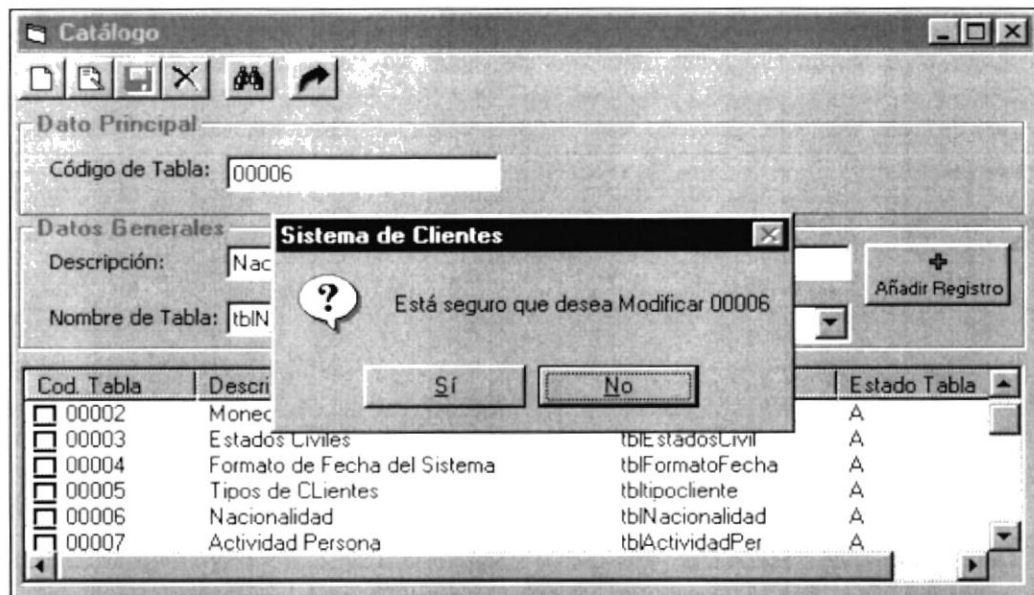 Catálogo
Dato Principal
Código de Tabla: 00006
Datos Generales
Descripción: Nac
Añadir Registro
Nombre de Tabla: tblN
Sistema de Clientes
?
Está seguro que desea Modificar 00006
Sí No
Cod. Tabla Descri Estado Tabla
00002 Moned A
00003 Estados Civiles tblEstadosCivil A
00004 Formato de Fecha del Sistema tblFormatoFecha A
00005 Tipos de CLientes tbltipocliente A
00006 Nacionalidad tblNacionalidad A
00007 Actividad Persona tblActividadPer A